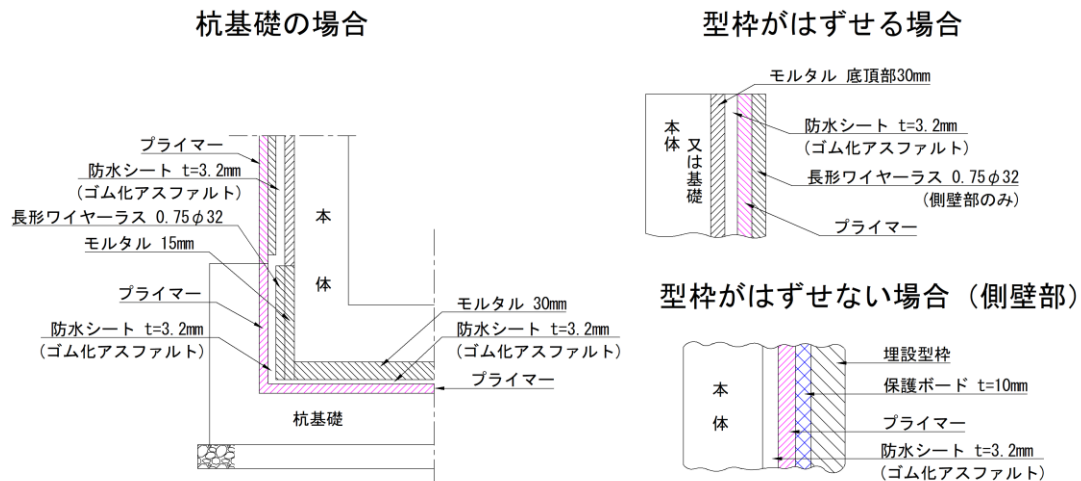 杭基礎の場合
プライマー
防水シート t=3.2mm
(ゴム化アスファルト)
長形ワイヤーラス 0.75φ32
モルタル 15mm
プライマー
防水シート t=3.2mm
(ゴム化アスファルト)
本
体
モルタル 30mm
防水シート t=3.2mm
(ゴム化アスファルト)
プライマー
杭基礎
型枠がはずせる場合
モルタル 底頂部30mm
本体
又は基礎
防水シート t=3.2mm
(ゴム化アスファルト)
長形ワイヤーラス 0.75φ32
(側壁部のみ)
プライマー
型枠がはずせない場合（側壁部）
本
体
埋設型枠
保護ボード t=10mm
プライマー
防水シート t=3.2mm
(ゴム化アスファルト)